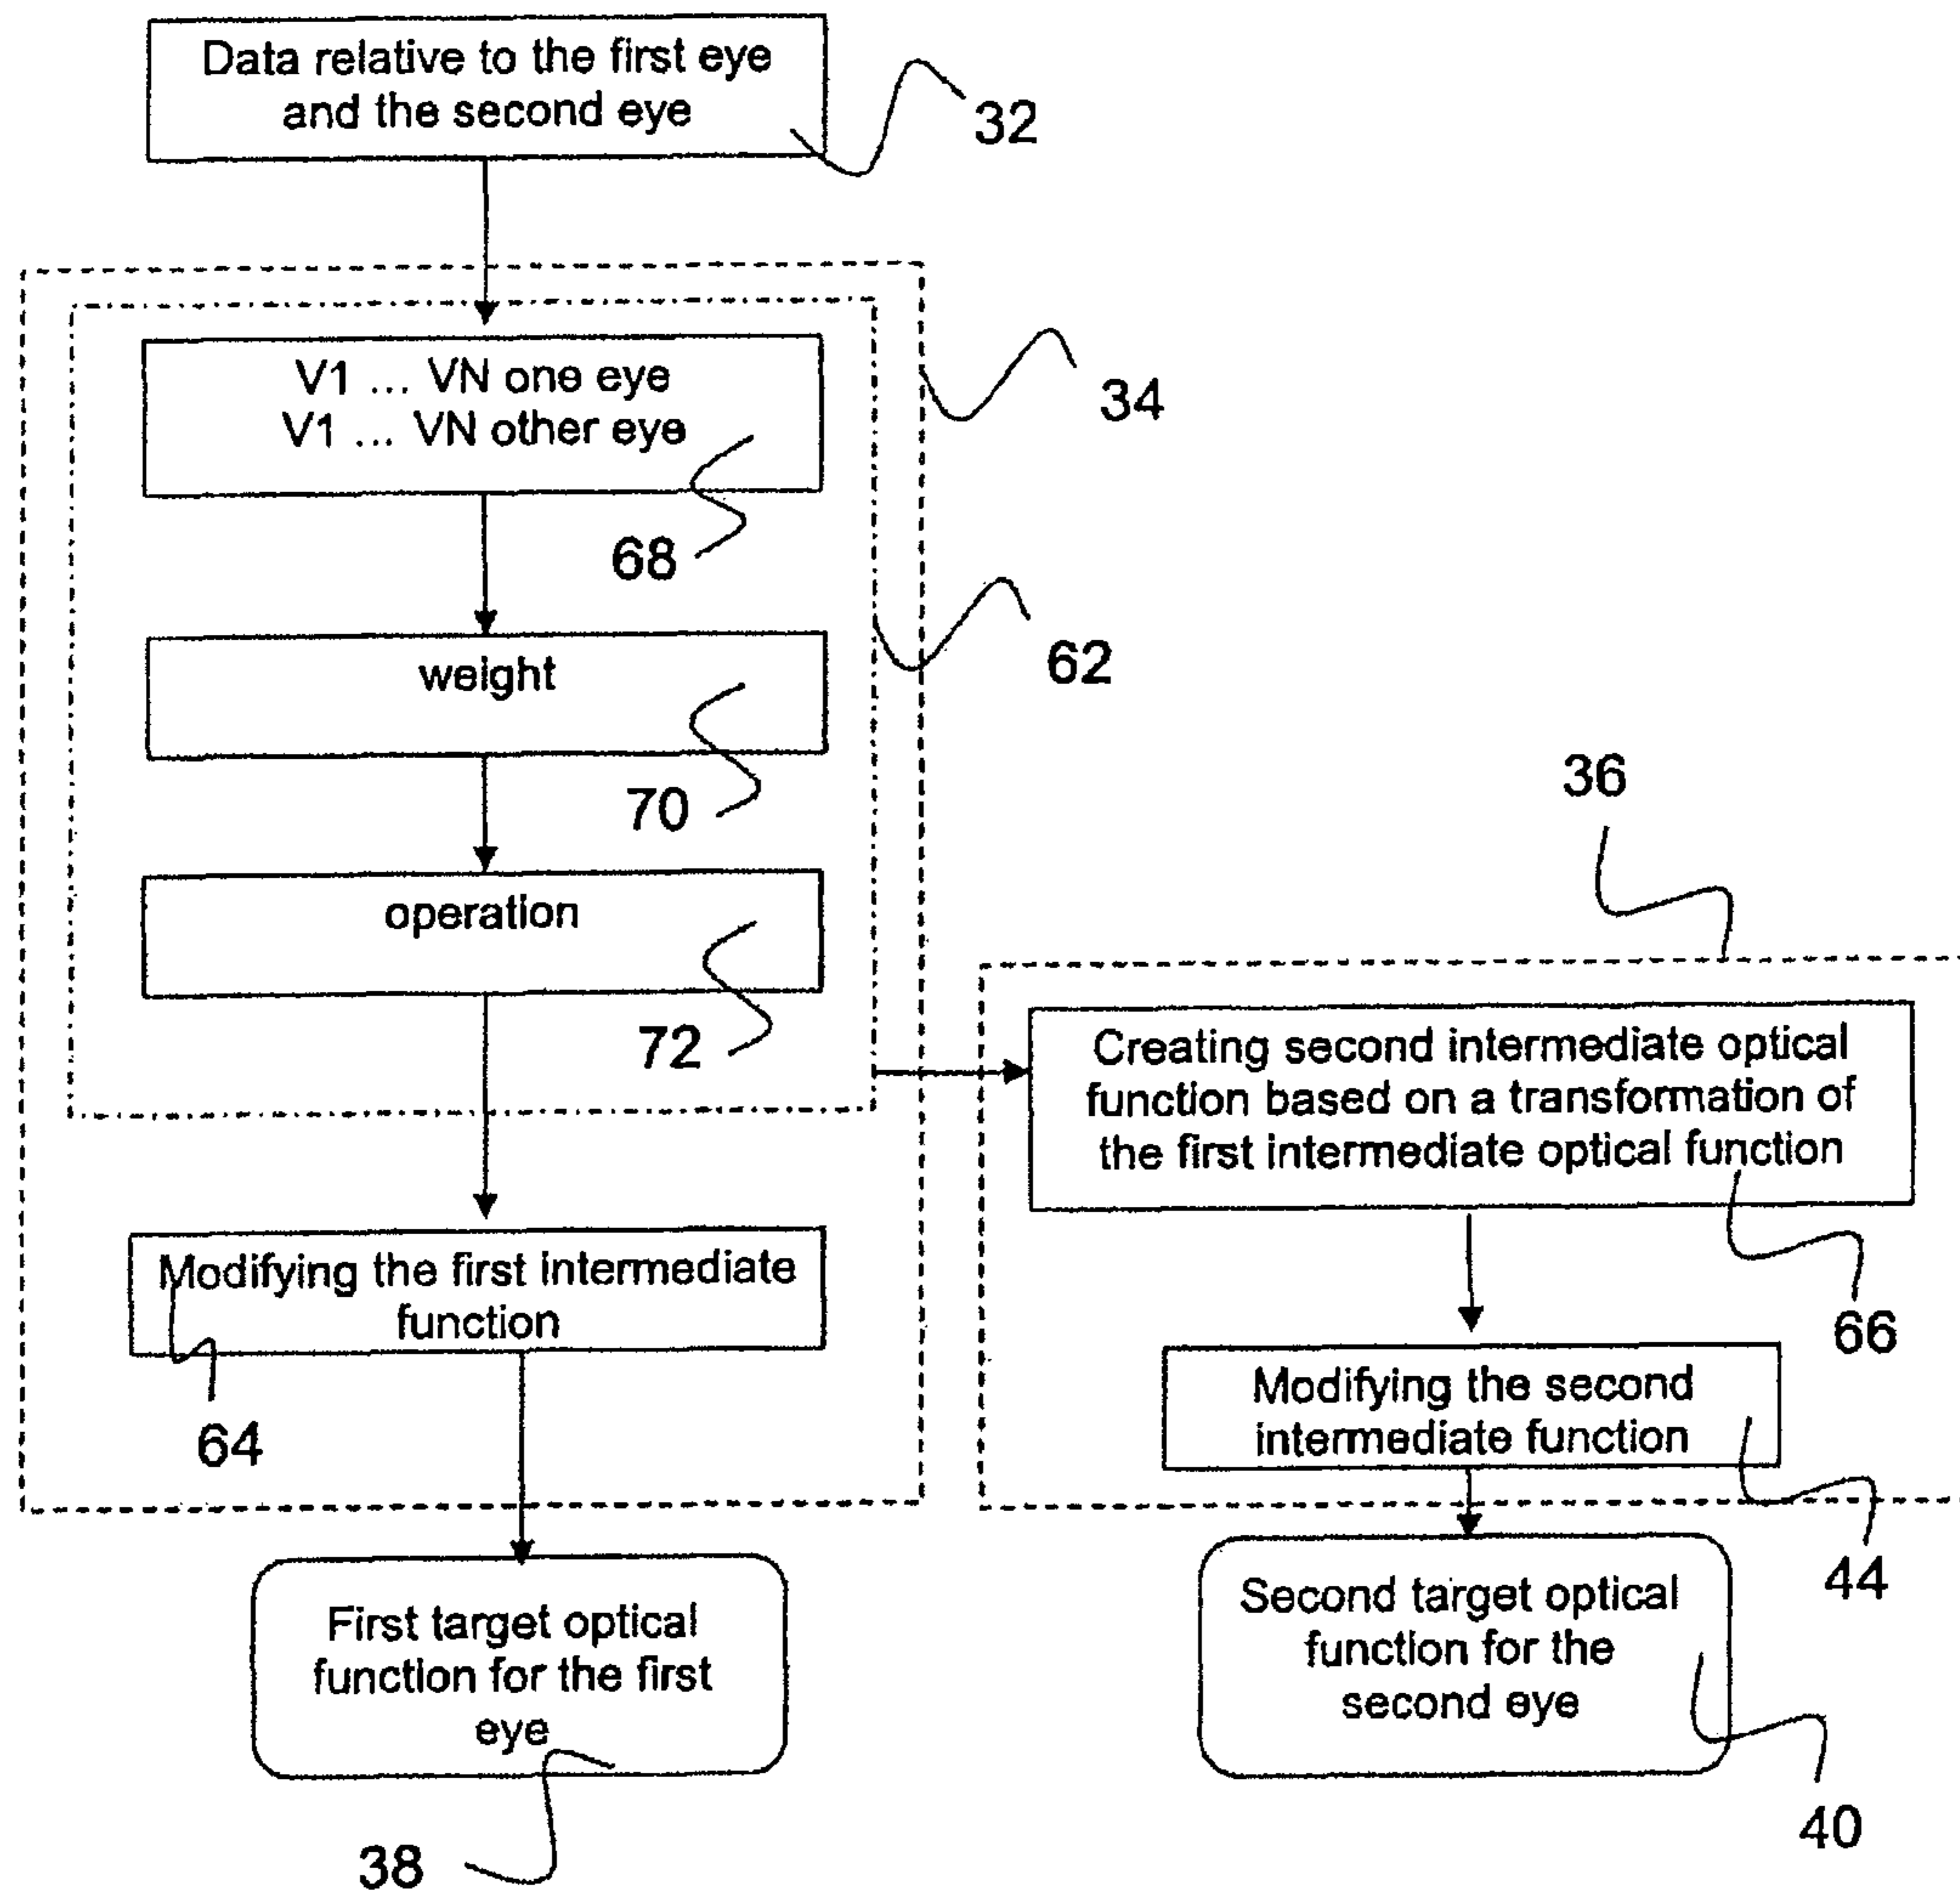 Data relative to the first eye
and the second eye
32
V1 ... VN one eye
V1 ... VN other eye
34
68
weight
62
70
36
operation
72
Creating second intermediate optical
function based on a transformation of
the first intermediate optical function
66
Modifying the first intermediate
function
64
Modifying the second
intermediate function
44
First target optical
function for the first
eye
38
Second target optical
function for the
second eye
40